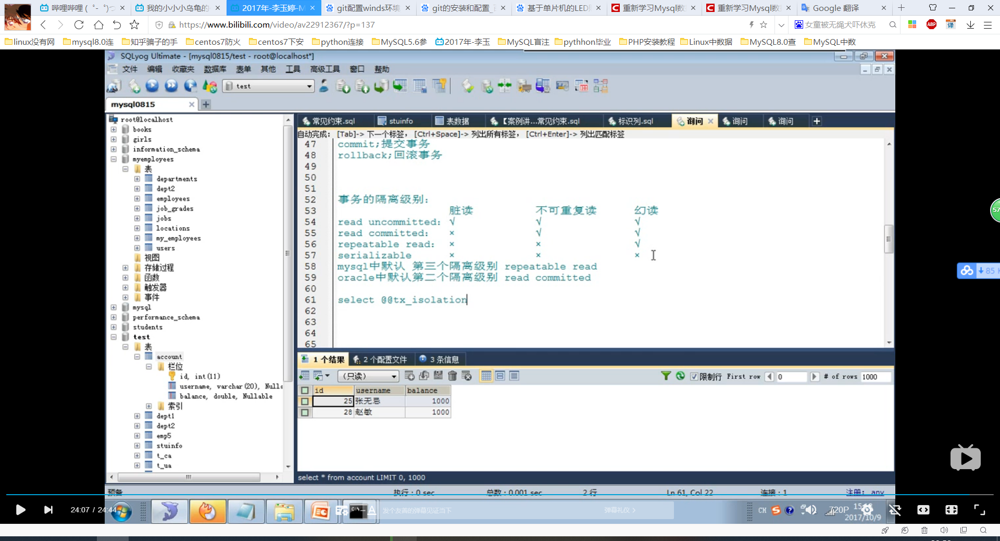 哔哩哔哩 ( ゜- ゜)つ
我的小小小乌龟的
2017年-李玉婷-M
git配置winds环境
git的安装和配置_百
基于单片机的LED
重新学习Mysql数
重新学习Mysql数据
Google 翻译
https://www.bilibili.com/video/av22912367/?p=137
女童被无绳犬吓休克
ABP
译
linux没有网 mysql8.0连 知乎骗子的手 centos7防火 centos7下安 python连接 MySQL5.6参 2017年-李玉 MySQL盲注 pythhon毕业 PHP安装教程 Linux中数据 MySQL8.0查 MySQL中数
SQLyog Ultimate - [mysql0815/test - root@localhost*]
文件 编辑 收藏夹 数据库 表单 其他 工具 高级工具 窗口 帮助
test
mysql0815
root@localhost
books
girls
information_schema
myemployees
表
departments
dept2
employees
job_grades
jobs
locations
my_employees
users
视图
存储过程
函数
触发器
事件
mysql
performance_schema
students
test
表
account
栏位
id, int(11)
username, varchar(20), Nulla
balance, double, Nullable
索引
dept1
dept2
emp5
stuinfo
t_ca
t_ua
常见约束.sql stuinfo 表数据 【案例讲...常见约束.sql 标识列.sql 询问 询问 询问
自动完成: [Tab]-> 下一个标签, [Ctrl+Space]-> 列出所有标签, [Ctrl+Enter]-> 列出匹配标签
47 commit;提交事务
48 rollback;回滚事务
49
50
51
52 事务的隔离级别:
53 脏读 不可重复读 幻读
54 read uncommitted: √ √ √
55 read committed: × √ √
56 repeatable read: × × √
57 serializable × × ×
58 mysql中默认 第三个隔离级别 repeatable read
59 oracle中默认第二个隔离级别 read committed
60
61 select @@tx_isolation
62
63
64
65
1 个结果 2 个配置文件 3 条信息
(只读) 限制行 First row 0 # of rows 1000
id username balance
25 张无忌 1000
28 赵敏 1000
select * from account LIMIT 0, 1000
预备 执行:0 sec 总数:0.001 sec 2 行 Ln 61, Col 22 连接:1 注册: any
24:07 / 24:44
发个友善的弹幕见证当下
弹幕礼仪 >
CH
720P
2017/10/9
57
85 K